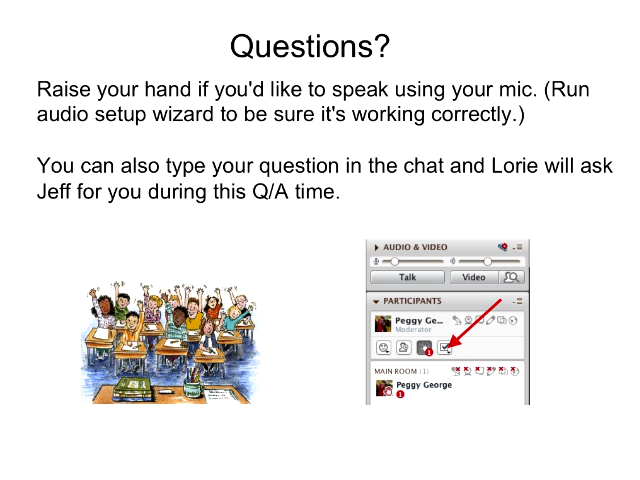 Questions?
Raise your hand if you'd like to speak using your mic. (Run
audio setup wizard to be sure it's working correctly.)
You can also type your question in the chat and Lorie will ask
Jeff for you during this Q/A time.
AUDIO & VIDEO
Talk
Video
PARTICIPANTS
Peggy Ge...
Moderator
1
MAIN ROOM (1)
Peggy George
1